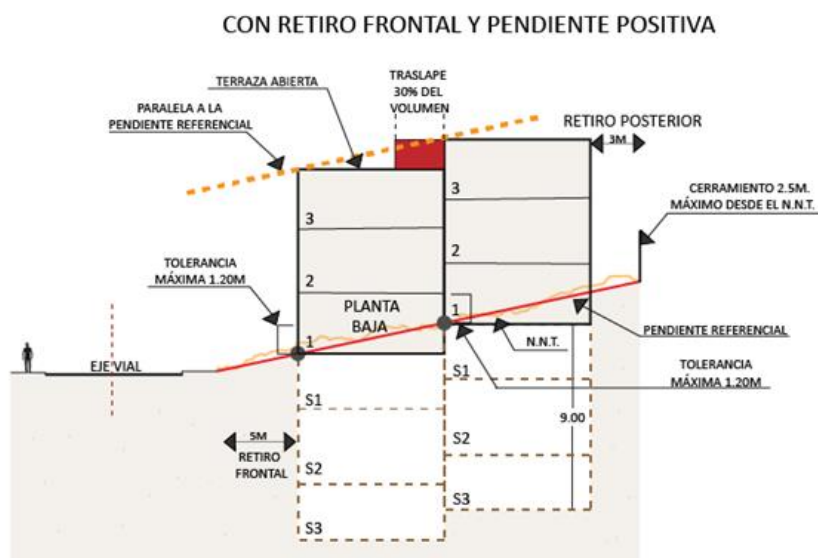 CON RETIRO FRONTAL Y PENDIENTE POSITIVA
TERRAZA ABIERTA
TRASLAPE
30% DEL
VOLUMEN
PARALELA A LA
PENDIENTE REFERENCIAL
RETIRO POSTERIOR
3M
CERRAMIENTO 2.5M.
MÁXIMO DESDE EL N.N.T.
3
3
TOLERANCIA
MÁXIMA 1.20M
2
2
PLANTA
BAJA
1
1
N.N.T.
PENDIENTE REFERENCIAL
EJE VIAL
TOLERANCIA
MÁXIMA 1.20M
S1
S1
9.00
5M
RETIRO
FRONTAL
S2
S2
S3
S3